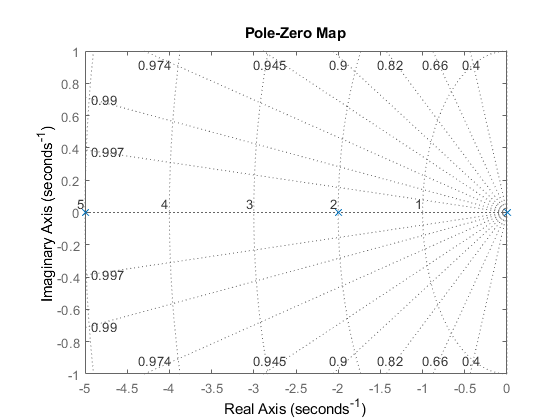 Pole-Zero Map
1
0.8
0.6
0.4
0.2
0
-0.2
-0.4
-0.6
-0.8
-1
0.974 0.945 0.9 0.82 0.66 0.4
0.99
0.997
5 4 3 2 1
0.997
0.99
0.974 0.945 0.9 0.82 0.66 0.4
-5 -4.5 -4 -3.5 -3 -2.5 -2 -1.5 -1 -0.5 0
Real Axis (seconds⁻¹)
Imaginary Axis (seconds⁻¹)